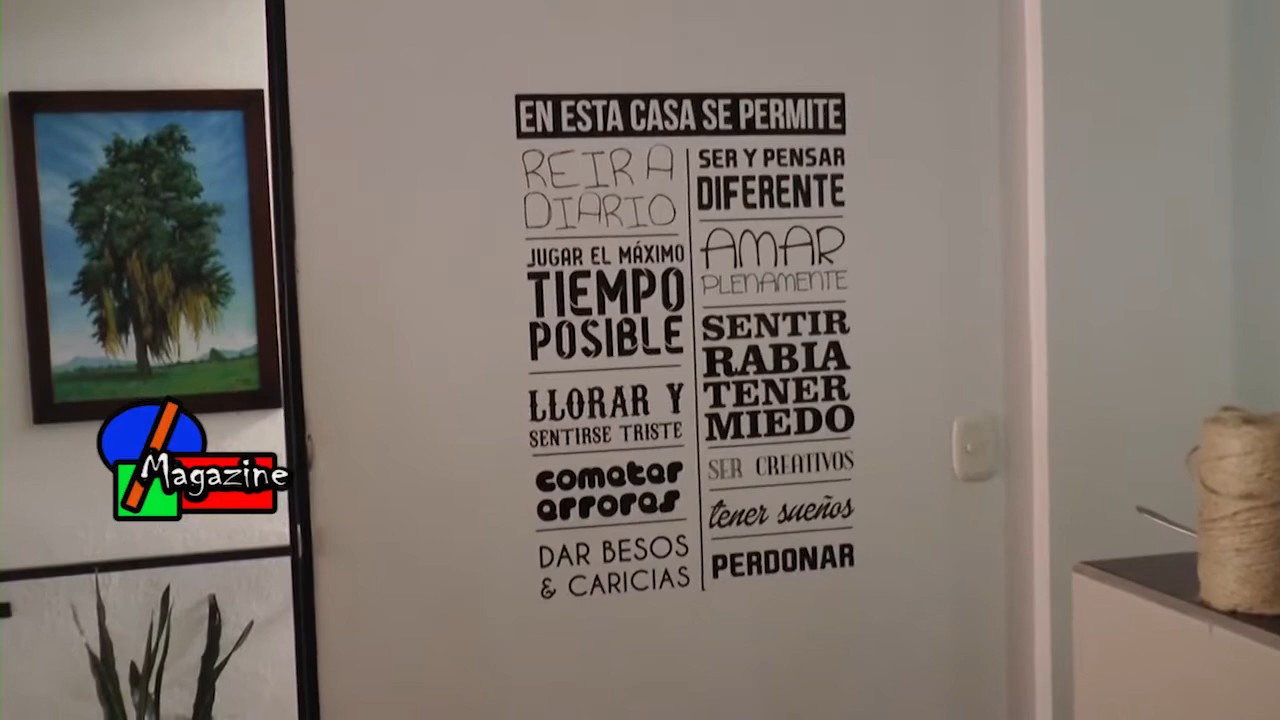 EN ESTA CASA SE PERMITE
REIR A
DIARIO
JUGAR EL MÁXIMO
TIEMPO
POSIBLE
LLORAR Y
SENTIRSE TRISTE
cometer
errores
DAR BESOS
& CARICIAS
SER Y PENSAR
DIFERENTE
AMAR
PLENAMENTE
SENTIR
RABIA
TENER
MIEDO
SER CREATIVOS
tener sueños
PERDONAR
Magazine